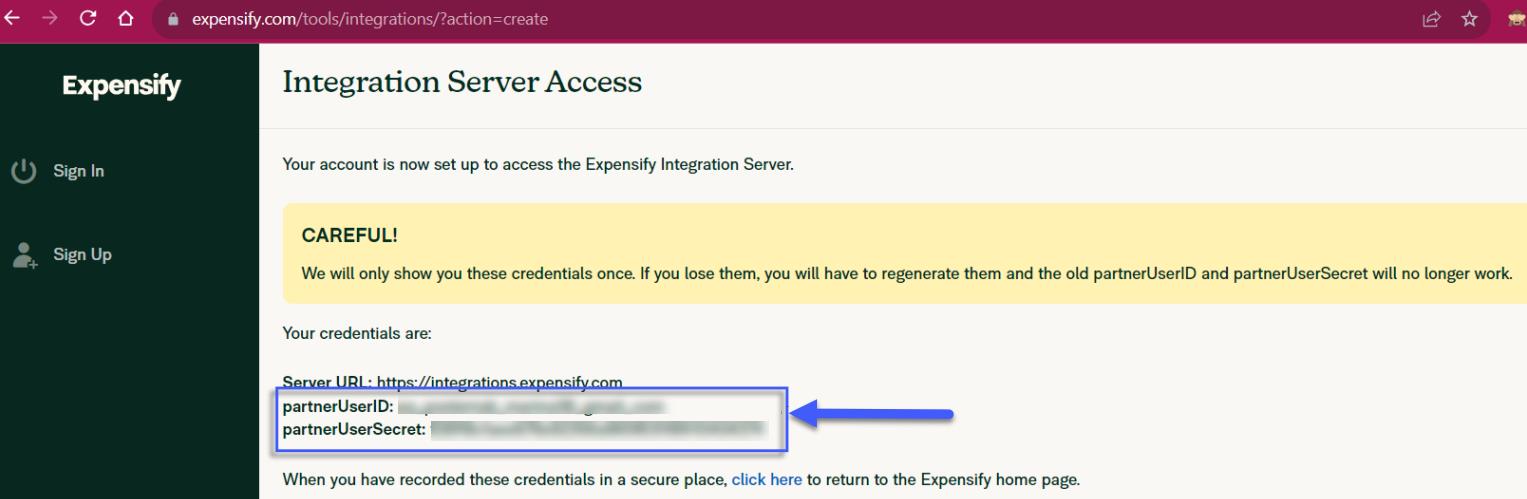 expensify.com/tools/integrations/?action=create
Expensify
Integration Server Access
Sign In
Sign Up
Your account is now set up to access the Expensify Integration Server.
CAREFUL!
We will only show you these credentials once. If you lose them, you will have to regenerate them and the old partnerUserID and partnerUserSecret will no longer work.
Your credentials are:
Server URL: https://integrations.expensify.com
partnerUserID:
partnerUserSecret:
When you have recorded these credentials in a secure place, click here to return to the Expensify home page.